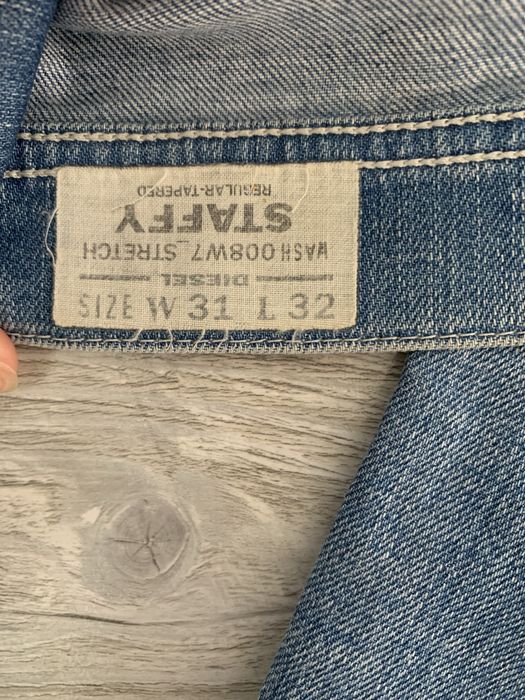 REGULAR-TAPERED
STAFFY
WASH 008W7_STRETCH
DIESEL
SIZE W 31 L 32